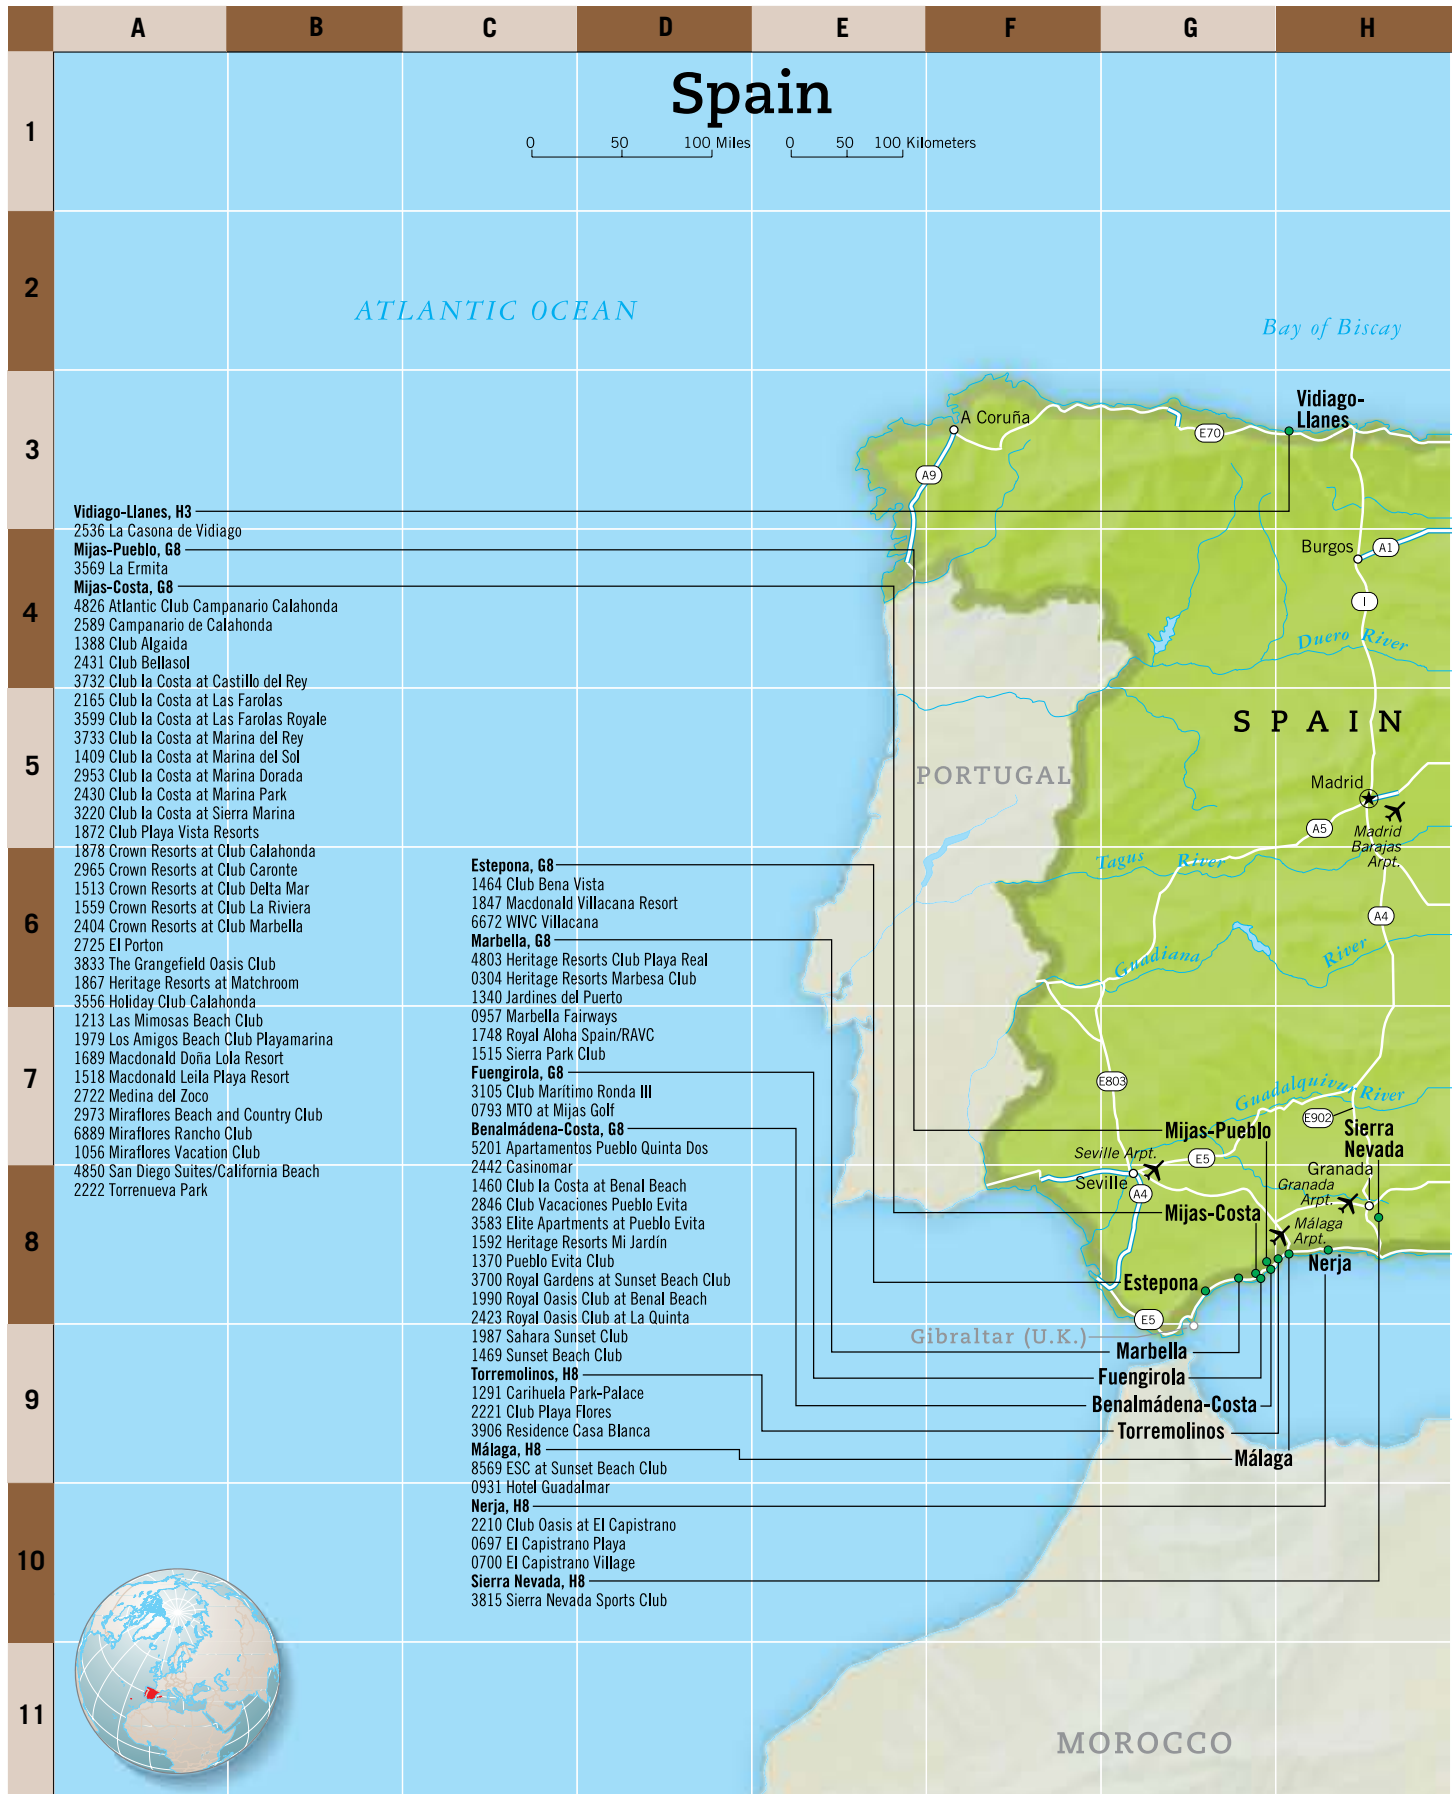 A B C D E F G H
1
2
3
4
5
6
7
8
9
10
11
Spain
0 50 100 Miles 0 50 100 Kilometers
ATLANTIC OCEAN
Bay of Biscay
Vidiago-Llanes, H3
2536 La Casona de Vidiago
Mijas-Pueblo, G8
3569 La Ermita
Mijas-Costa, G8
4826 Atlantic Club Campanario Calahonda
2589 Campanario de Calahonda
1388 Club Algaida
2431 Club Bellasol
3732 Club la Costa at Castillo del Rey
2165 Club la Costa at Las Farolas
3599 Club la Costa at Las Farolas Royale
3733 Club la Costa at Marina del Rey
1409 Club la Costa at Marina del Sol
2953 Club la Costa at Marina Dorada
2430 Club la Costa at Marina Park
3220 Club la Costa at Sierra Marina
1872 Club Playa Vista Resorts
1878 Crown Resorts at Club Calahonda
2965 Crown Resorts at Club Caronte
1513 Crown Resorts at Club Delta Mar
1559 Crown Resorts at Club La Riviera
2404 Crown Resorts at Club Marbella
2725 El Porton
3833 The Grangefield Oasis Club
1867 Heritage Resorts at Matchroom
3556 Holiday Club Calahonda
1213 Las Mimosas Beach Club
1979 Los Amigos Beach Club Playamarina
1689 Macdonald Doña Lola Resort
1518 Macdonald Leila Playa Resort
2722 Medina del Zoco
2973 Miraflores Beach and Country Club
6889 Miraflores Rancho Club
1056 Miraflores Vacation Club
4850 San Diego Suites/California Beach
2222 Torrenueva Park
Estepona, G8
1464 Club Bena Vista
1847 Macdonald Villacana Resort
6672 WIVC Villacana
Marbella, G8
4803 Heritage Resorts Club Playa Real
0304 Heritage Resorts Marbesa Club
1340 Jardines del Puerto
0957 Marbella Fairways
1748 Royal Aloha Spain/RAVC
1515 Sierra Park Club
Fuengirola, G8
3105 Club Marítimo Ronda III
0793 MTO at Mijas Golf
Benalmádena-Costa, G8
5201 Apartamentos Pueblo Quinta Dos
2442 Casinomar
1460 Club la Costa at Benal Beach
2846 Club Vacaciones Pueblo Evita
3583 Elite Apartments at Pueblo Evita
1592 Heritage Resorts Mi Jardín
1370 Pueblo Evita Club
3700 Royal Gardens at Sunset Beach Club
1990 Royal Oasis Club at Benal Beach
2423 Royal Oasis Club at La Quinta
1987 Sahara Sunset Club
1469 Sunset Beach Club
Torremolinos, H8
1291 Carihuela Park-Palace
2221 Club Playa Flores
3906 Residence Casa Blanca
Málaga, H8
8569 ESC at Sunset Beach Club
0931 Hotel Guadalmar
Nerja, H8
2210 Club Oasis at El Capistrano
0697 El Capistrano Playa
0700 El Capistrano Village
Sierra Nevada, H8
3815 Sierra Nevada Sports Club
Vidiago-
Llanes
A Coruña
E70
A9
Burgos
A1
I
Duero River
SPAIN
PORTUGAL
Madrid
A5
Madrid
Barajas
Arpt.
Tagus River
A4
Guadiana River
E803
Guadalquivir River
E902
Mijas-Pueblo
Sierra
Nevada
Seville Arpt.
E5
Seville
A4
Granada
Granada
Arpt.
Mijas-Costa
Málaga
Arpt.
Nerja
Estepona
E5
Gibraltar (U.K.)
Marbella
Fuengirola
Benalmádena-Costa
Torremolinos
Málaga
MOROCCO